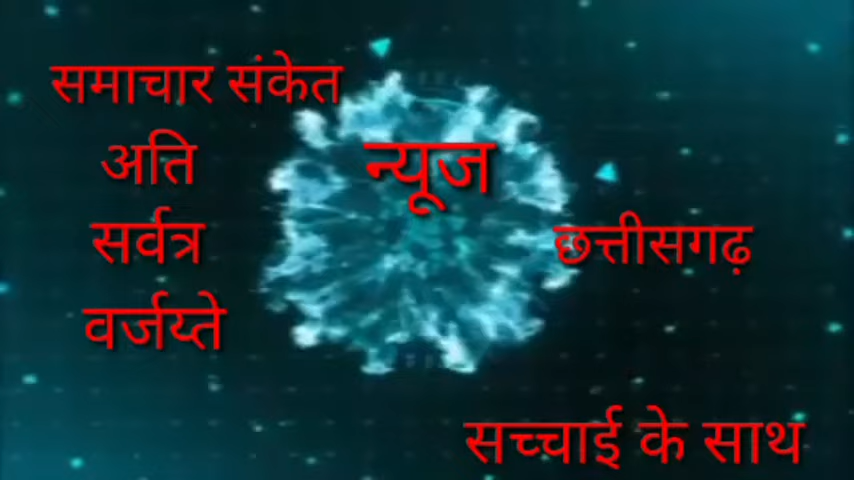 समाचार संकेत
अति
न्यूज
सर्वत्र
छत्तीसगढ़
वर्जय्ते
सच्चाई के साथ